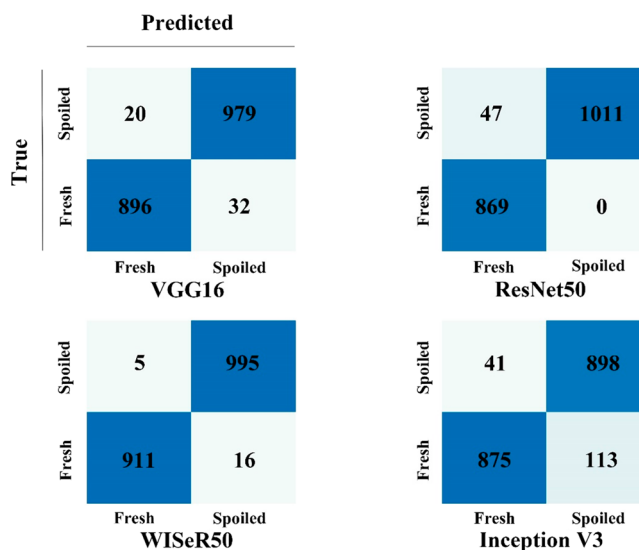 Predicted
True
Spoiled
20 979
Fresh
896 32
Fresh Spoiled
VGG16
Spoiled
47 1011
Fresh
869 0
Fresh Spoiled
ResNet50
Spoiled
5 995
Fresh
911 16
Fresh Spoiled
WISeR50
Spoiled
41 898
Fresh
875 113
Fresh Spoiled
Inception V3